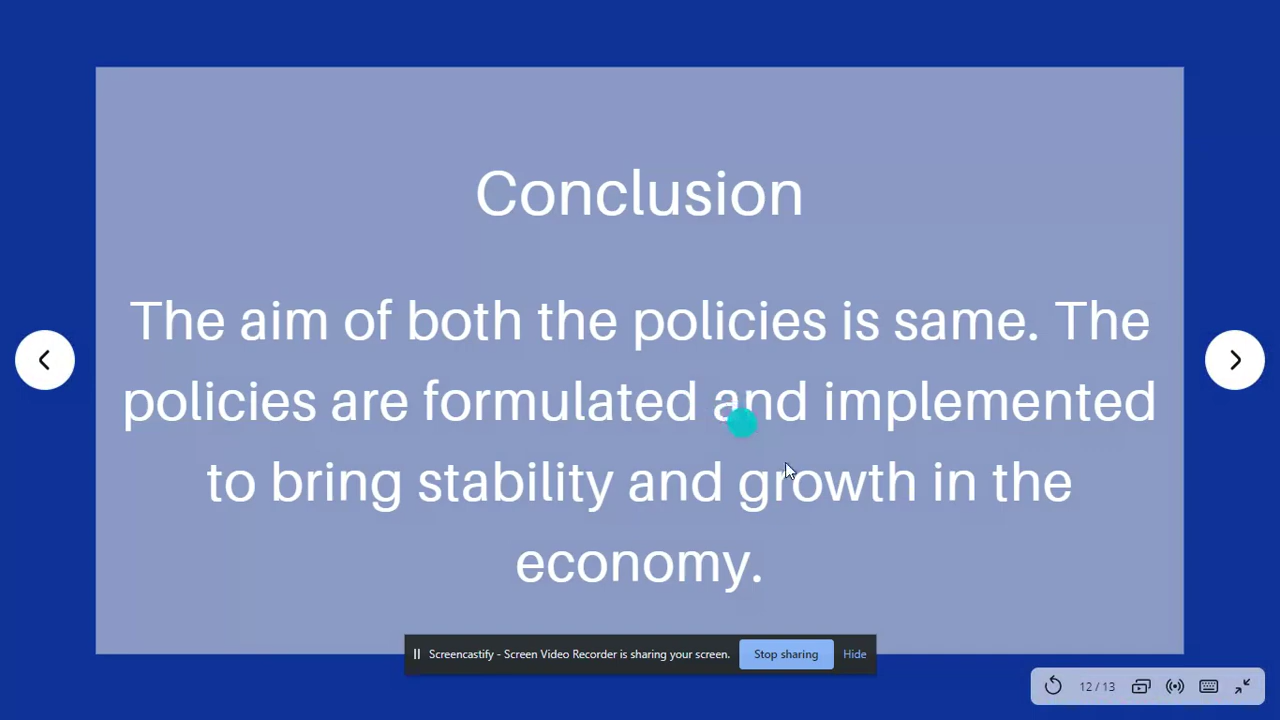 Conclusion
The aim of both the policies is same. The
policies are formulated and implemented
to bring stability and growth in the
economy.
Screencastify - Screen Video Recorder is sharing your screen. Stop sharing Hide
12 / 13